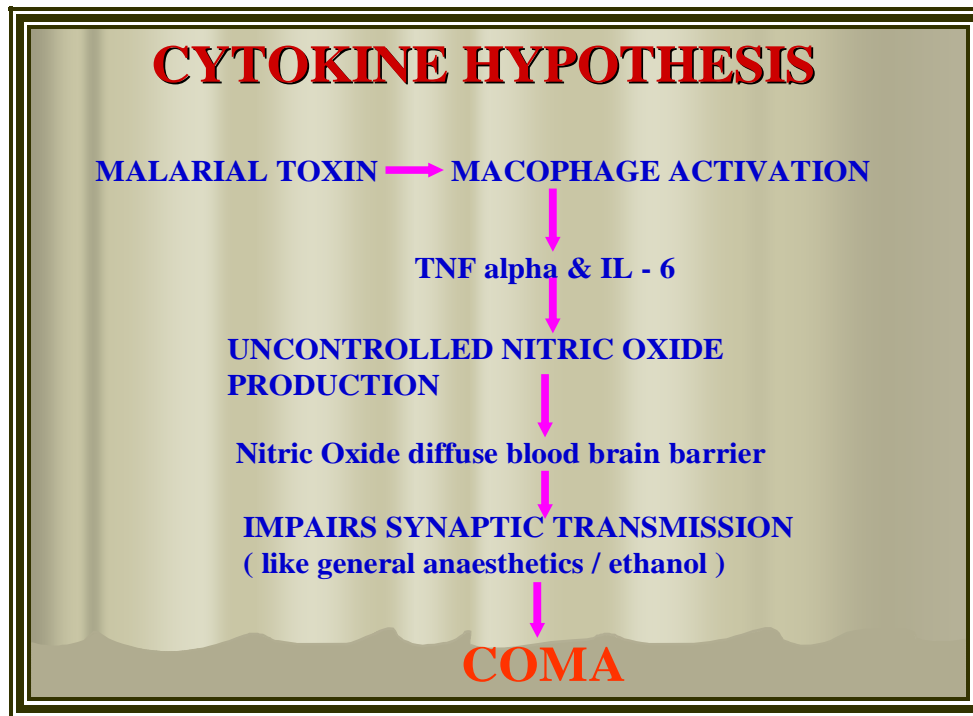 CYTOKINE HYPOTHESIS
MALARIAL TOXIN MACOPHAGE ACTIVATION
TNF alpha & IL - 6
UNCONTROLLED NITRIC OXIDE
PRODUCTION
Nitric Oxide diffuse blood brain barrier
IMPAIRS SYNAPTIC TRANSMISSION
( like general anaesthetics / ethanol )
COMA